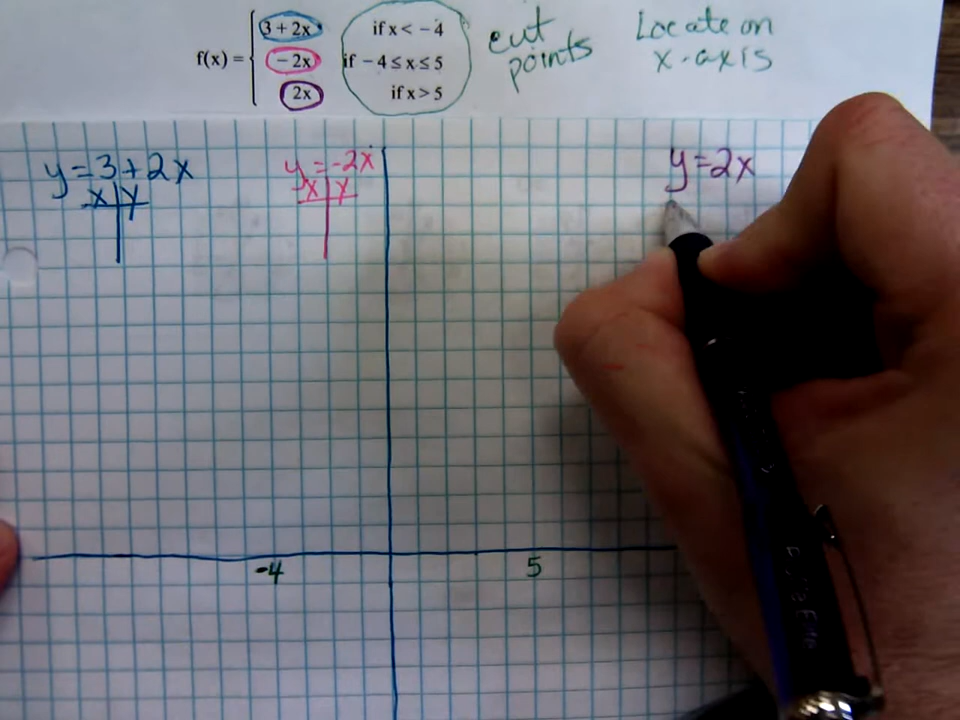 f(x) = { 3 + 2x if x < - 4
- 2x if - 4 ≤ x ≤ 5
2x if x > 5
cut points
Locate on
x-axis
y = 3 + 2x
x y
y = -2x
x y
y = 2x
-4 5